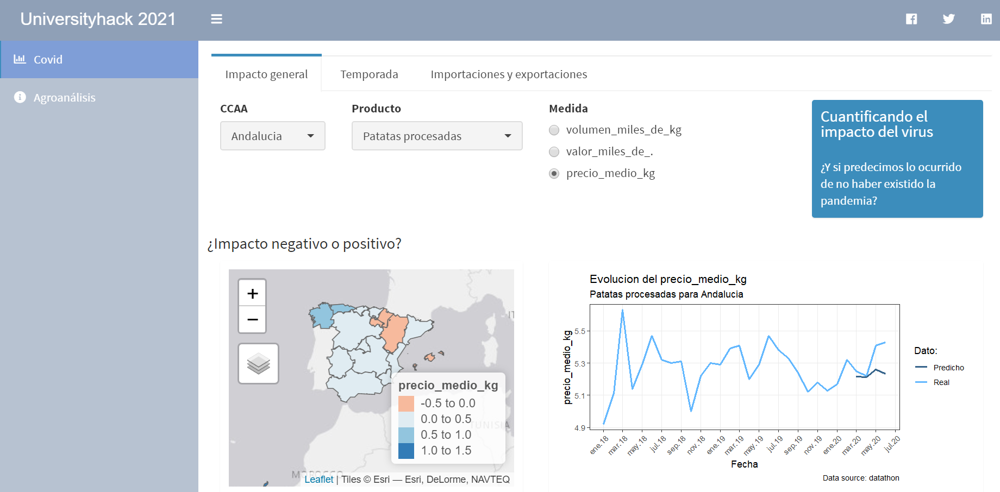 Universityhack 2021
Covid
Agroanálisis
Impacto general
Temporada
Importaciones y exportaciones
CCAA
Andalucia
Producto
Patatas procesadas
Medida
volumen_miles_de_kg
valor_miles_de_.
precio_medio_kg
Cuantificando el
impacto del virus
¿Y si predecimos lo ocurrido
de no haber existido la
pandemia?
¿Impacto negativo o positivo?
+
−
IT
TUNISIA
MOROCCO
precio_medio_kg
-0.5 to 0.0
0.0 to 0.5
0.5 to 1.0
1.0 to 1.5
Leaflet | Tiles © Esri — Esri, DeLorme, NAVTEQ
Evolucion del precio_medio_kg
Patatas procesadas para Andalucia
precio_medio_kg
5.5
5.3
5.1
4.9
ene.18
mar.18
may.18
jul.18
sep.18
nov.18
ene.19
mar.19
may.19
jul.19
sep.19
nov.19
ene.20
mar.20
may.20
jul.20
Fecha
Dato:
Predicho
Real
Data source: datathon